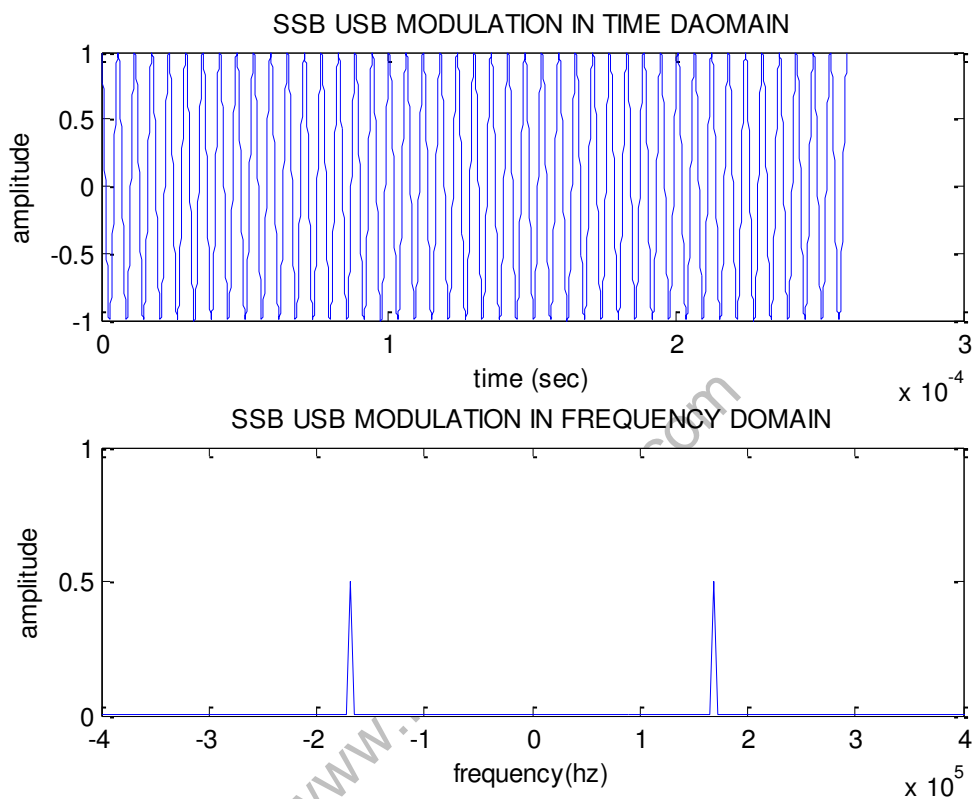 SSB USB MODULATION IN TIME DAOMAIN
1
0.5
0
-0.5
-1
amplitude
0 1 2 3
time (sec)
x 10^-4
SSB USB MODULATION IN FREQUENCY DOMAIN
1
0.5
0
amplitude
-4 -3 -2 -1 0 1 2 3 4
frequency(hz)
x 10^5
www.
com